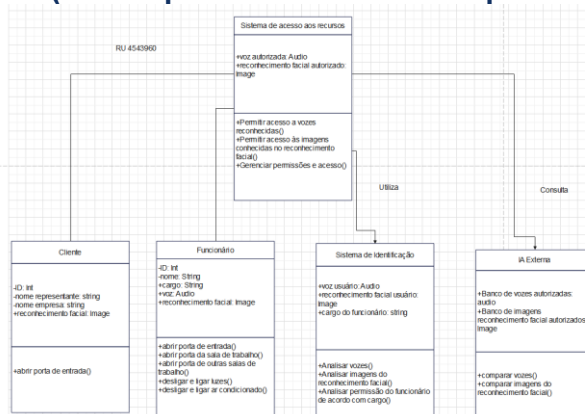 Sistema de acesso aos recursos
RU 4543960
+voz autorizada: Audio
+reconhecimento facial autorizado:
Image
+Permitir acesso a vozes
reconhecidas()
+Permitir acesso às imagens
conhecidas no reconhecimento
facial()
+Gerenciar permissões e acesso()
Utiliza
Consulta
Cliente
-ID: Int
-nome representante: string
-nome empresa: string
+reconhecimento facial: Image
+abrir porta de entrada()
Funcionário
-ID: Int
-nome: String
+cargo: String
+voz: Audio
+reconhecimento facial: Image
+abrir porta de entrada()
+abrir porta da sala de trabalho()
+abrir porta de outras salas de
trabalho()
+desligar e ligar luzes()
+desligar e ligar ar condicionado()
Sistema de identificação
+voz usuário: Audio
+reconhecimento facial usuário:
Image
+cargo do funcionário: string
+Analisar vozes()
+Analisar imagens do
reconhecimento facial()
+Analisar permissão do funcionário
de acordo com cargo()
IA Externa
+Banco de vozes autorizadas:
audio
+Banco de imagens
reconhecimento facial autorizados:
Image
+comparar vozes()
+comparar imagens do
reconhecimento facial()